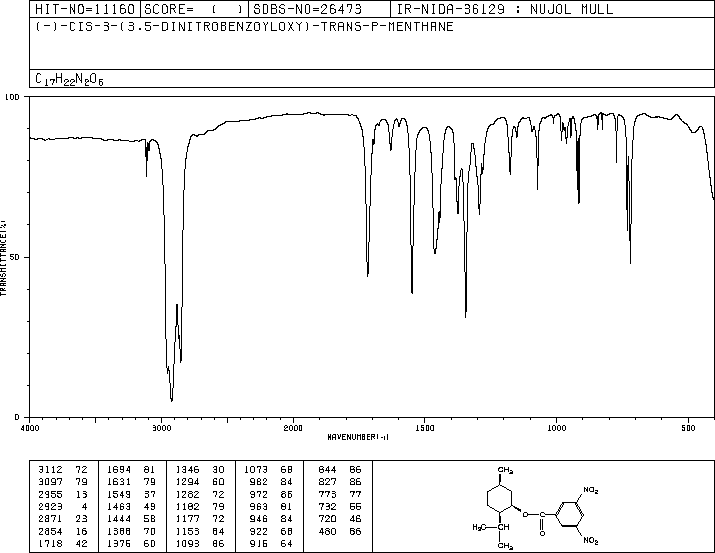 HIT-NO=11160 SCORE= ( ) SDBS-NO=26473 IR-NIDA-36129 : NUJOL MULL
(-)-CIS-3-(3,5-DINITROBENZOYLOXY)-TRANS-P-MENTHANE
C17H22N2O6
100
TRANSMITTANCE(%)
50
0
4000 3000 2000 1500 1000 500
WAVENUMBER(-1)
3112 72 1694 81 1346 30 1073 68 844 86
3097 79 1631 79 1294 60 982 84 827 86
2955 13 1549 37 1282 72 972 86 773 77
2923 4 1463 49 1182 79 963 81 732 55
2871 23 1444 58 1177 72 946 84 720 46
2854 16 1388 70 1153 84 922 68 480 86
1718 42 1376 60 1093 86 916 64
CH3
NO2
O
H3C
O
CH3
NO2